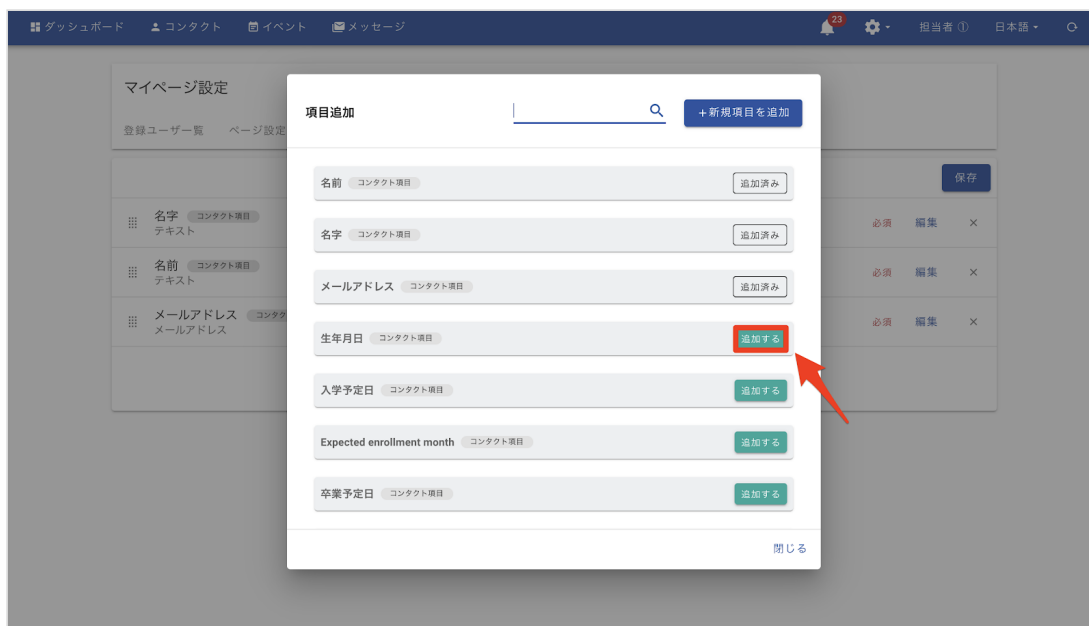 ダッシュボード コンタクト イベント メッセージ 23 担当者 ① 日本語
マイページ設定
登録ユーザー覧 ページ設定
保存
名字 コンタクト項目
テキスト
必須 編集 ×
名前 コンタクト項目
テキスト
必須 編集 ×
メールアドレス コンタク
メールアドレス
必須 編集 ×
項目追加 +新規項目を追加
名前 コンタクト項目 追加済み
名字 コンタクト項目 追加済み
メールアドレス コンタクト項目 追加済み
生年月日 コンタクト項目 追加する
入学予定日 コンタクト項目 追加する
Expected enrollment month コンタクト項目 追加する
卒業予定日 コンタクト項目 追加する
閉じる